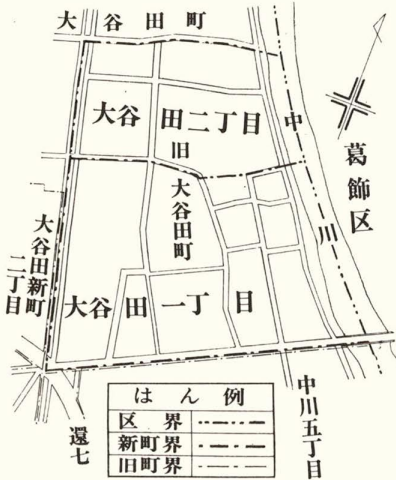 大谷田町
大谷田二丁目
旧
大谷田町
中川
葛飾区
大谷田新町
二丁目
大谷田一丁目
還七
中川五丁目
はん例
区界
新町界
旧町界